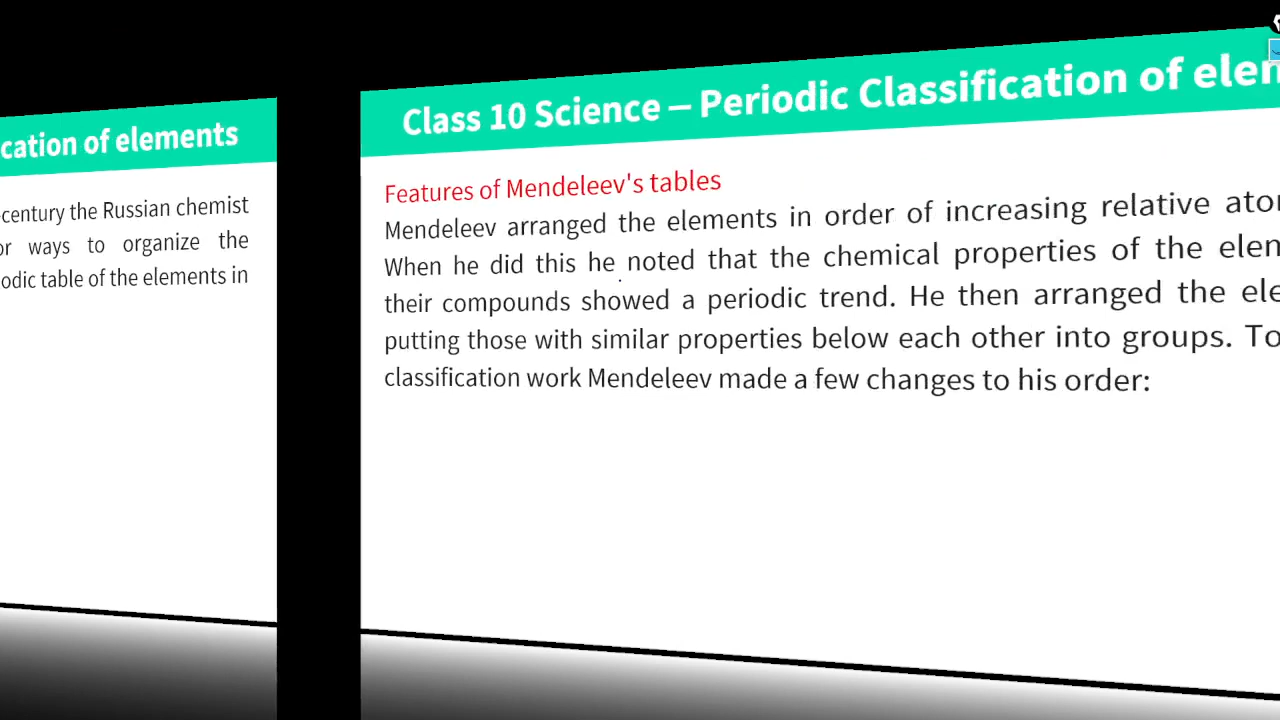 cation of elements
century the Russian chemist
or ways to organize the
odic table of the elements in
Class 10 Science – Periodic Classification of elem
Features of Mendeleev's tables
Mendeleev arranged the elements in order of increasing relative ato
When he did this he noted that the chemical properties of the elem
their compounds showed a periodic trend. He then arranged the ele
putting those with similar properties below each other into groups. To
classification work Mendeleev made a few changes to his order: